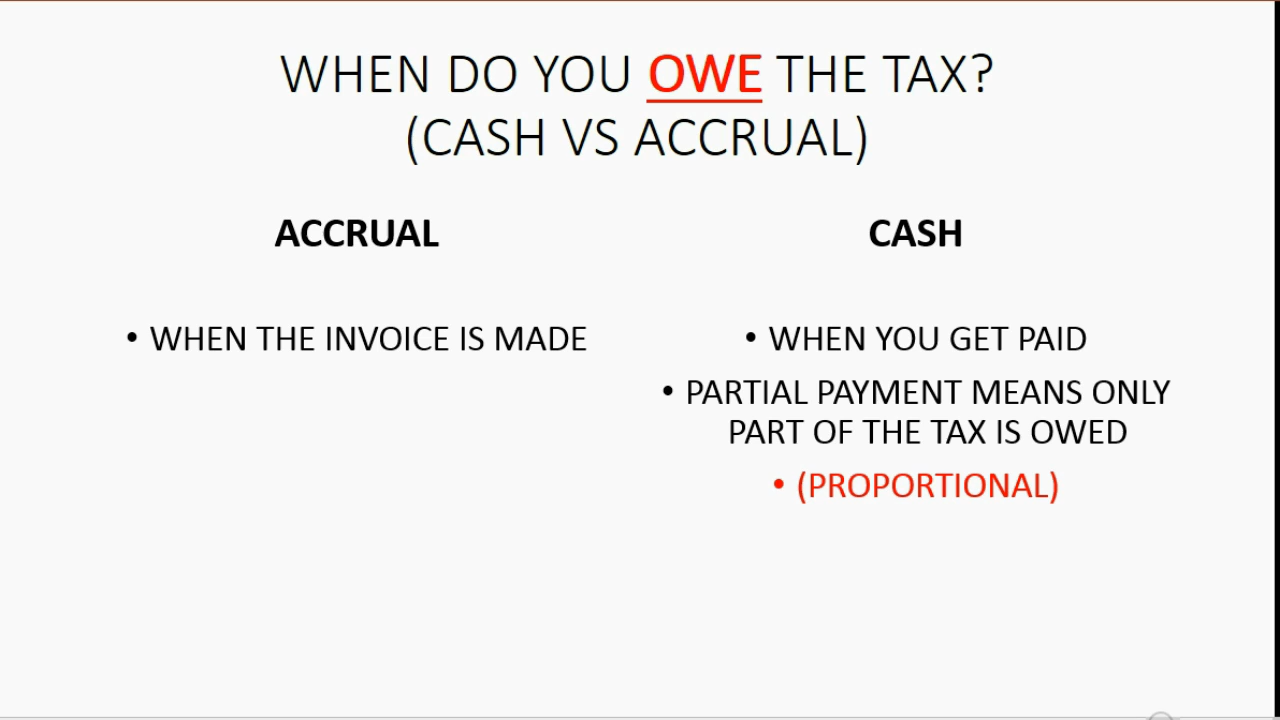 WHEN DO YOU OWE THE TAX?
(CASH VS ACCRUAL)
ACCRUAL
• WHEN THE INVOICE IS MADE
CASH
• WHEN YOU GET PAID
• PARTIAL PAYMENT MEANS ONLY
PART OF THE TAX IS OWED
• (PROPORTIONAL)